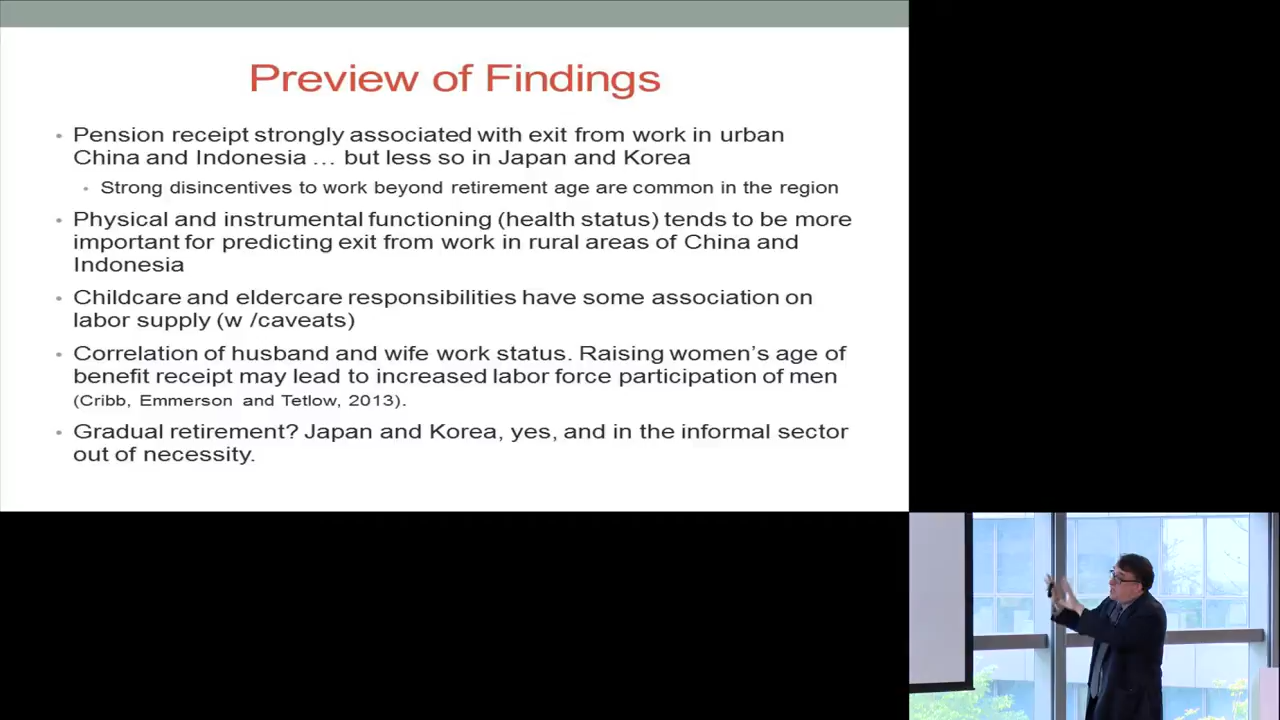 Preview of Findings
• Pension receipt strongly associated with exit from work in urban
China and Indonesia … but less so in Japan and Korea
• Strong disincentives to work beyond retirement age are common in the region
• Physical and instrumental functioning (health status) tends to be more
important for predicting exit from work in rural areas of China and
Indonesia
• Childcare and eldercare responsibilities have some association on
labor supply (w /caveats)
• Correlation of husband and wife work status. Raising women’s age of
benefit receipt may lead to increased labor force participation of men
(Cribb, Emmerson and Tetlow, 2013).
• Gradual retirement? Japan and Korea, yes, and in the informal sector
out of necessity.